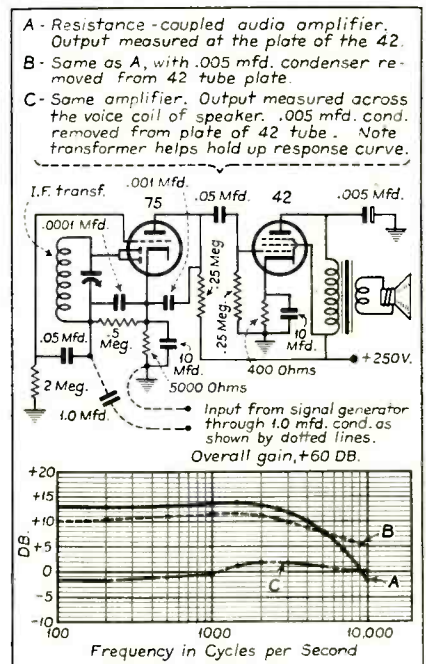 A - Resistance-coupled audio amplifier.
Output measured at the plate of the 42.
B - Same as A, with .005 mfd. condenser re-
moved from 42 tube plate.
C - Same amplifier. Output measured across
the voice coil of speaker. .005 mfd. cond.
removed from plate of 42 tube. Note
transformer helps hold up response curve.
I.F. transf.
.001 Mfd.
75
.05 Mfd.
42
.005 mfd.
.0001 Mfd.
.25 Meg.
.25 Meg.
.05 Mfd.
.5
Meg.
10
Mfd.
10
Mfd.
400 Ohms
+250V.
2 Meg.
5000 Ohms
1.0 Mfd.
Input from signal generator
through 1.0 mfd. cond. as
shown by dotted lines.
Overall gain, +60 DB.
+20
+15
+10
+5
0
-5
-10
DB.
B
A
C
100
1000
10,000
Frequency in Cycles per Second